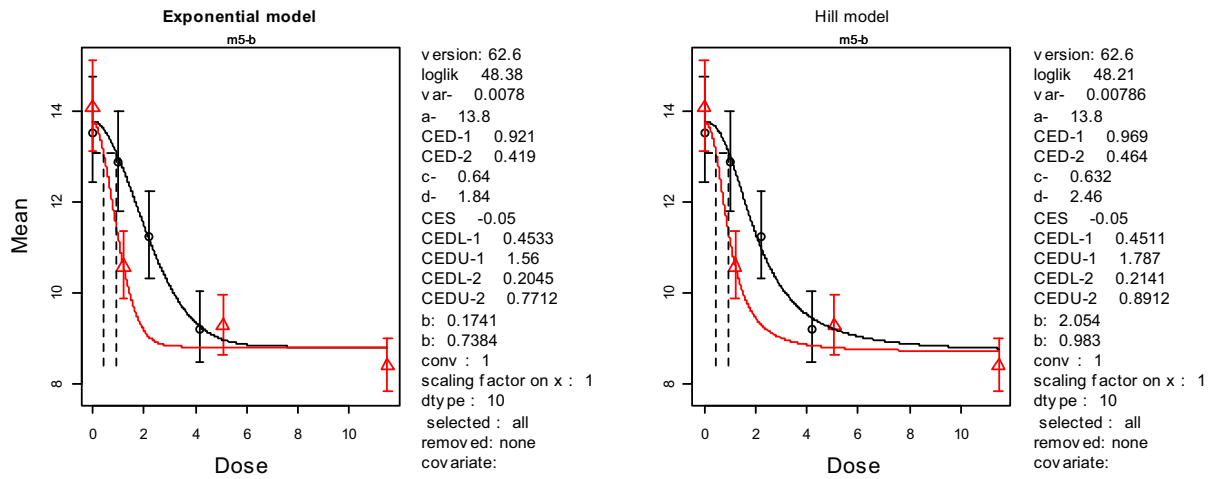 Exponential model
m5-b
Mean
14
12
10
8
0 2 4 6 8 10
Dose
version: 62.6
loglik 48.38
var- 0.0078
a- 13.8
CED-1 0.921
CED-2 0.419
c- 0.64
d- 1.84
CES -0.05
CEDL-1 0.4533
CEDU-1 1.56
CEDL-2 0.2045
CEDU-2 0.7712
b: 0.1741
b: 0.7384
conv : 1
scaling factor on x : 1
dtype : 10
selected : all
removed: none
covariate:
Hill model
m5-b
14
12
10
8
0 2 4 6 8 10
Dose
version: 62.6
loglik 48.21
var- 0.00786
a- 13.8
CED-1 0.969
CED-2 0.464
c- 0.632
d- 2.46
CES -0.05
CEDL-1 0.4511
CEDU-1 1.787
CEDL-2 0.2141
CEDU-2 0.8912
b: 2.054
b: 0.983
conv : 1
scaling factor on x : 1
dtype : 10
selected : all
removed: none
covariate: